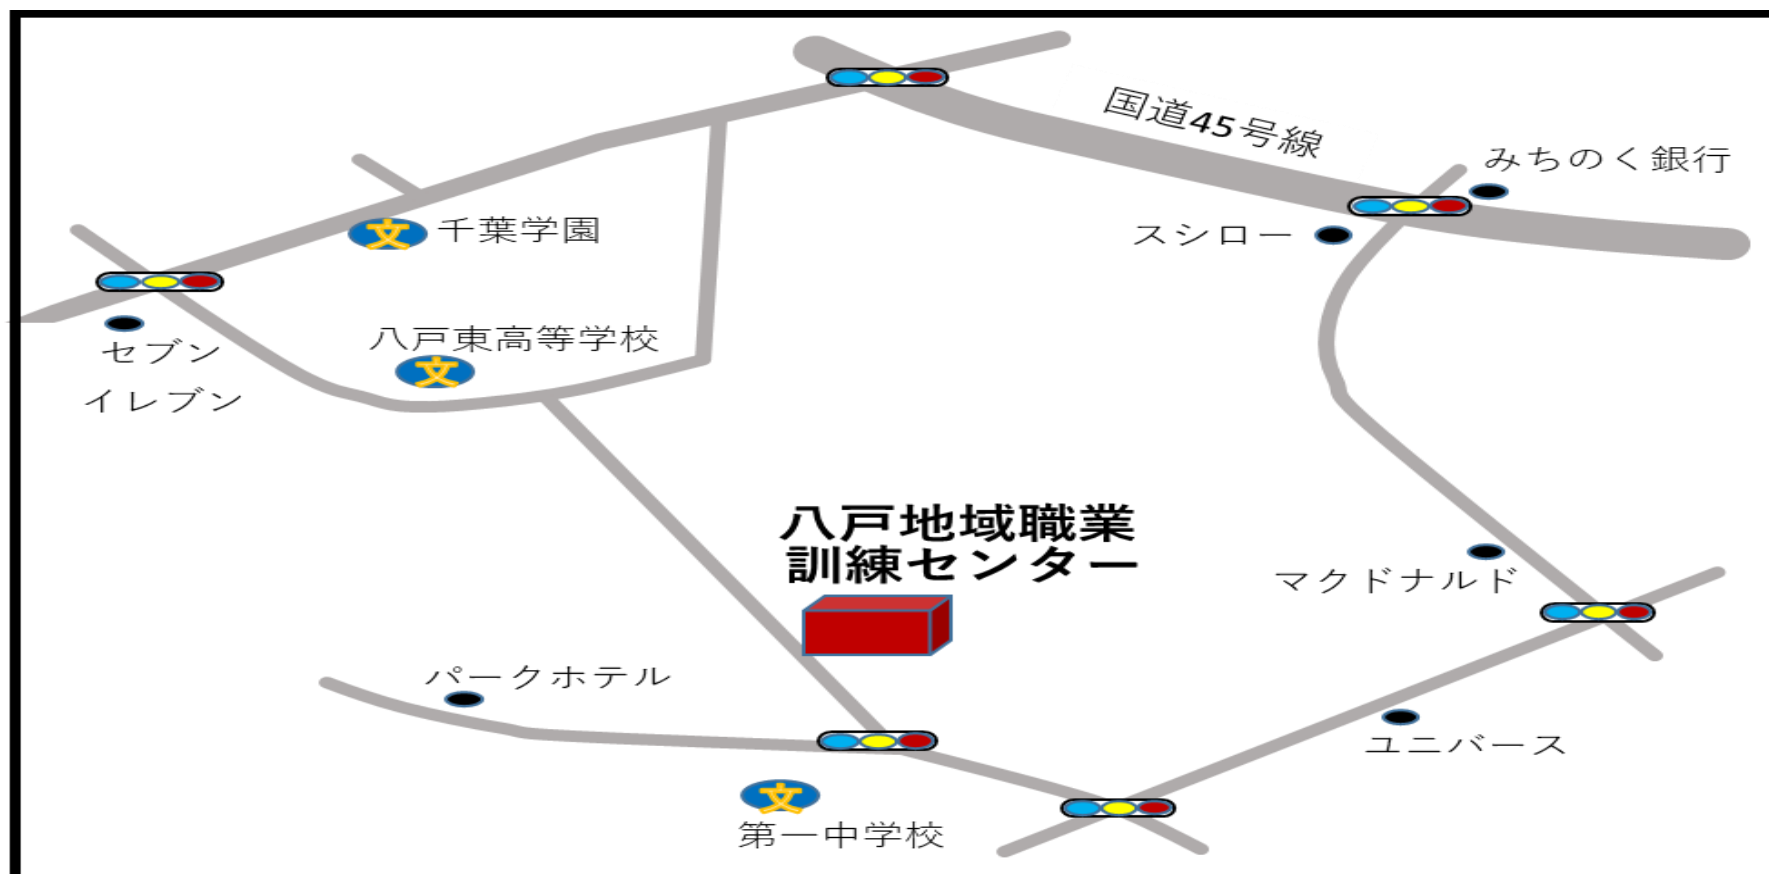 国道45号線
みちのく銀行
スシロー
千葉学園
文
セブン
イレブン
八戸東高等学校
文
八戸地域職業
訓練センター
マクドナルド
パークホテル
ユニバース
文
第一中学校